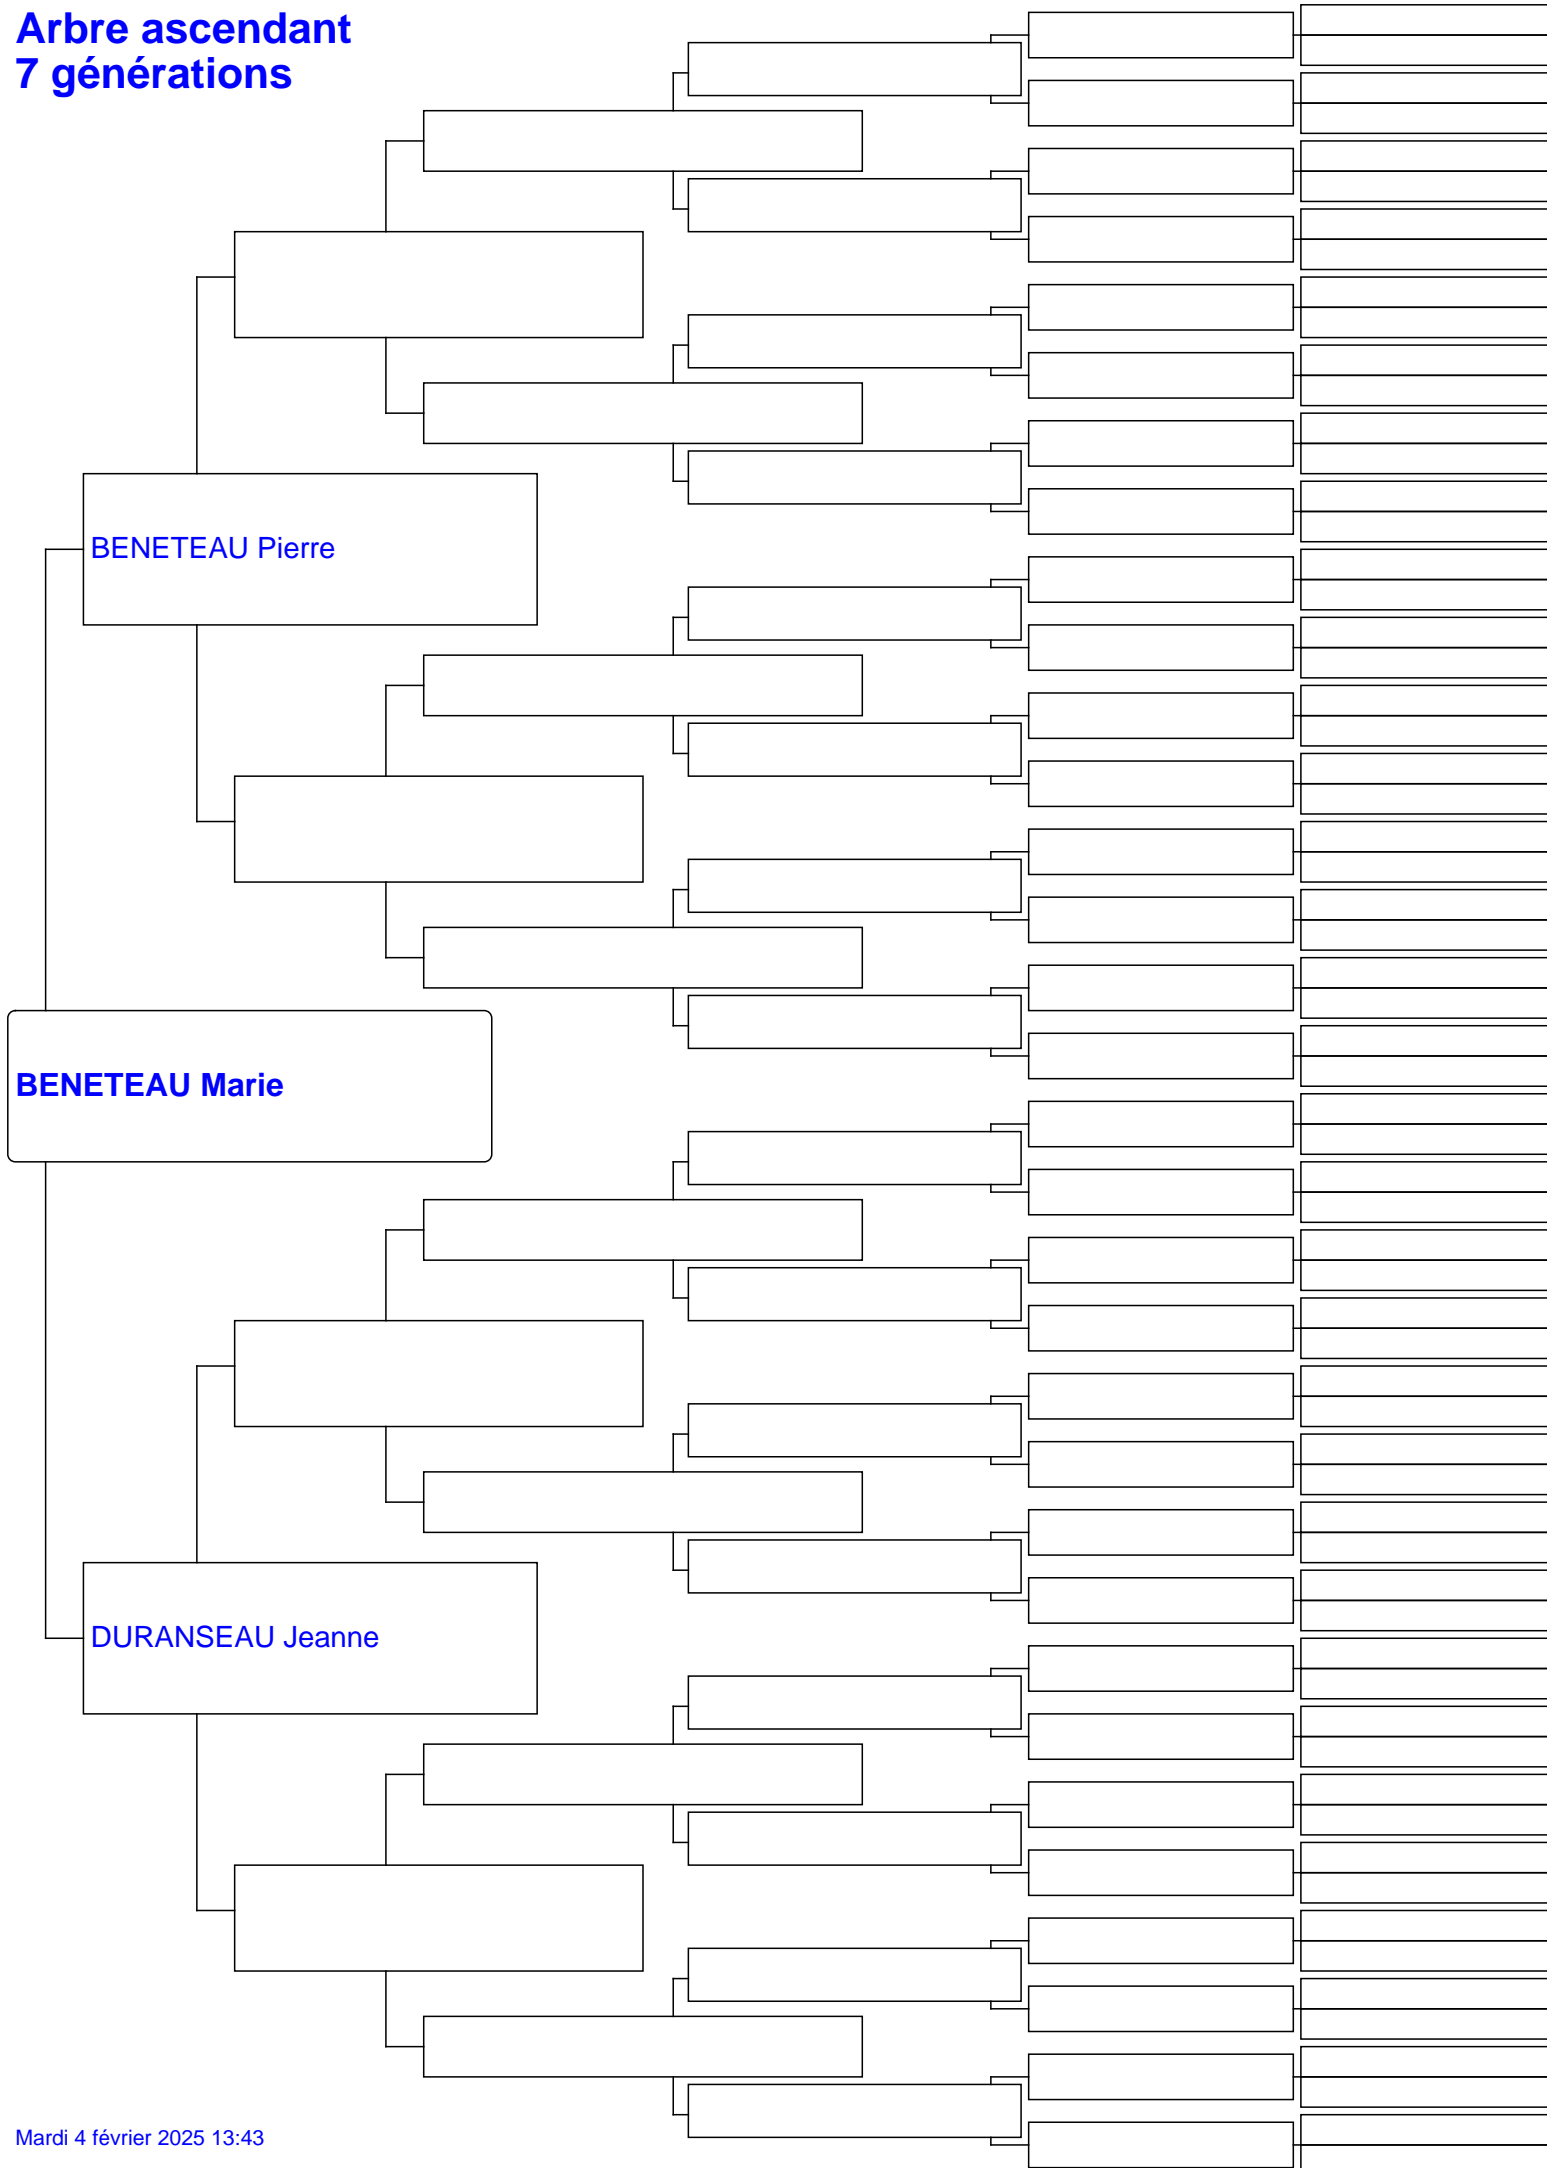 Arbre ascendant
7 générations
BENETEAU Pierre
BENETEAU Marie
DURANSEAU Jeanne
Mardi 4 février 2025 13:43